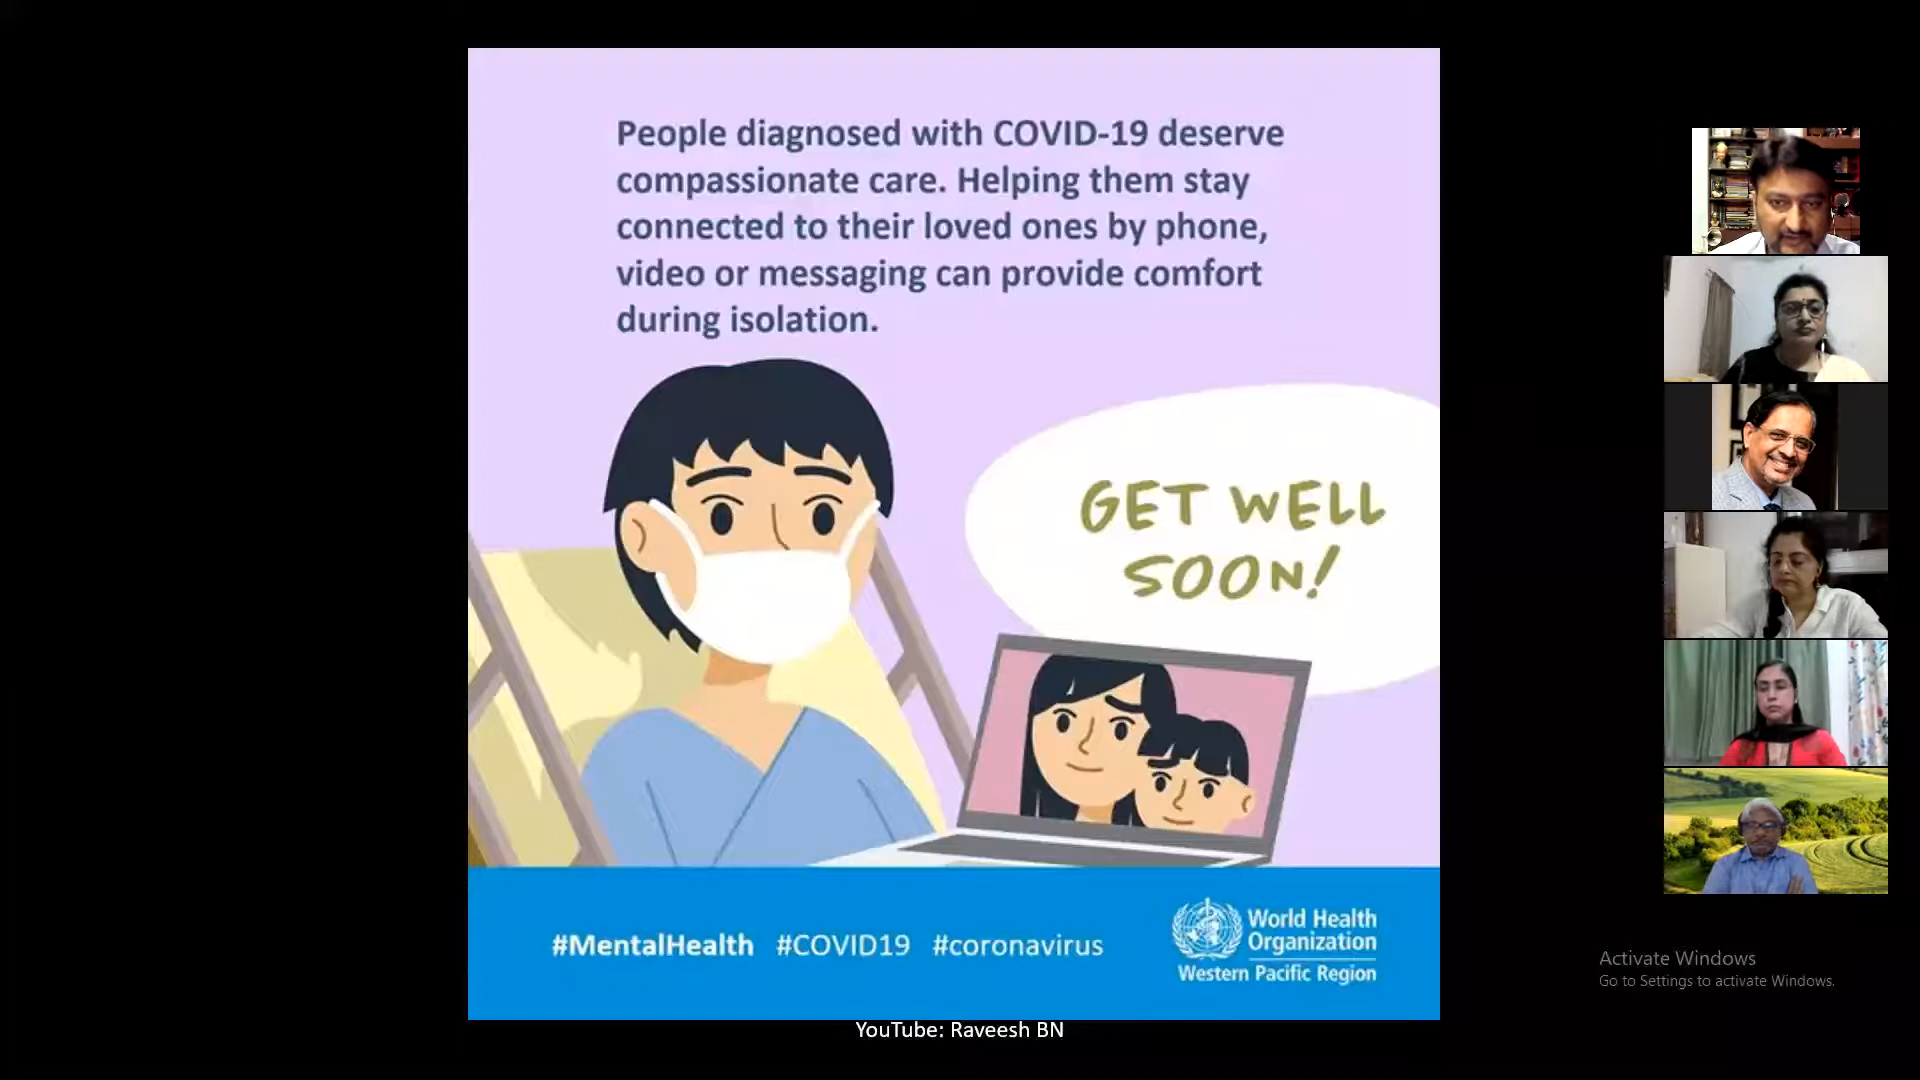 People diagnosed with COVID-19 deserve
compassionate care. Helping them stay
connected to their loved ones by phone,
video or messaging can provide comfort
during isolation.
GET WELL
SOON!
#MentalHealth #COVID19 #coronavirus
World Health
Organization
Western Pacific Region
YouTube: Raveesh BN
Activate Windows
Go to Settings to activate Windows.